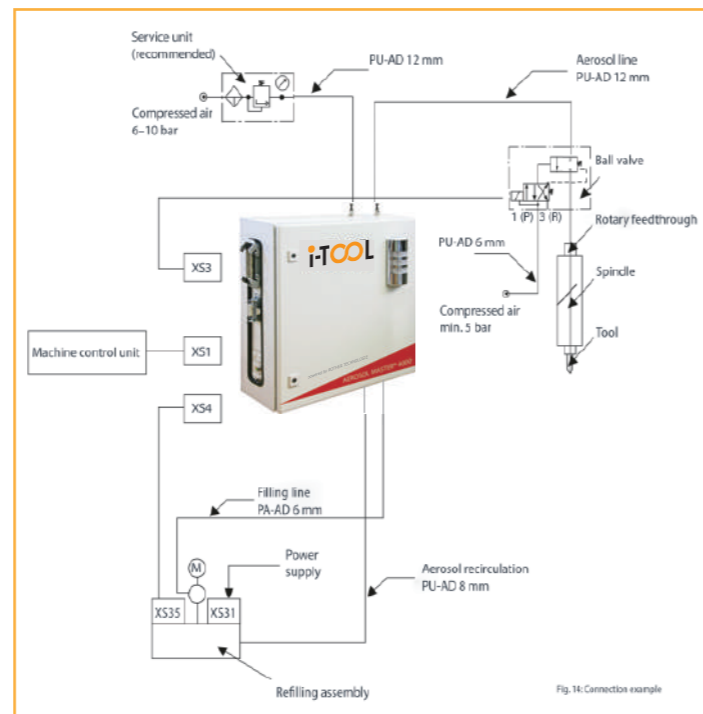 Service unit
(recommended)
PU-AD 12 mm
Aerosol line
PU-AD 12 mm
Compressed air
6–10 bar
Ball valve
1 (P) 3 (R)
Rotary feedthrough
PU-AD 6 mm
Spindle
Compressed air
min. 5 bar
Tool
i-TOOL
XS3
Machine control unit
XS1
XS4
AEROSOL MASTER 4000
Filling line
PA-AD 6 mm
M
Power
supply
Aerosol recirculation
PU-AD 8 mm
XS35
XS31
Refilling assembly
Fig. 14: Connection example